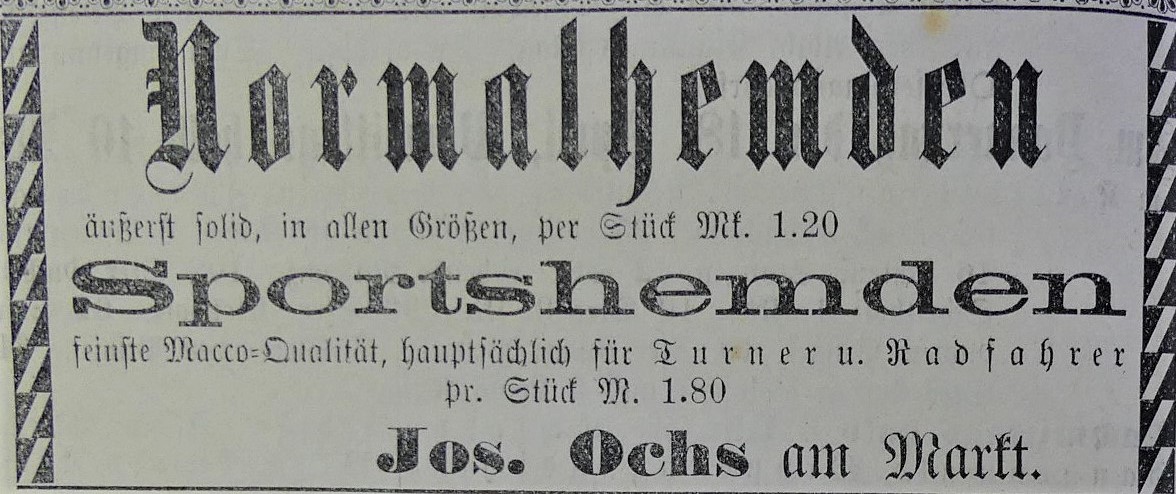 Normalhemden
äußerst solid, in allen Größen, per Stück Mk. 1.20
Sportshemden
feinste Macco-Qualität, hauptsächlich für Turner u. Radfahrer
pr. Stück M. 1.80
Jos. Ochs am Markt.